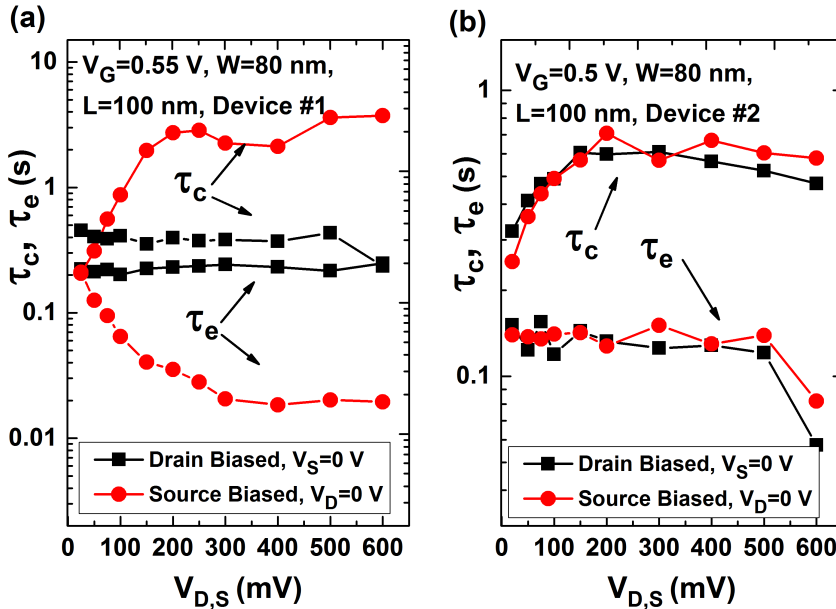 (a)
V_G=0.55 V, W=80 nm,
L=100 nm, Device #1
τ_c
τ_e
Drain Biased, V_S=0 V
Source Biased, V_D=0 V
10
1
0.1
0.01
τ_c, τ_e (s)
0 100 200 300 400 500 600
V_D,S (mV)
(b)
V_G=0.5 V, W=80 nm,
L=100 nm, Device #2
τ_c
τ_e
Drain Biased, V_S=0 V
Source Biased, V_D=0 V
1
0.1
τ_c, τ_e (s)
0 100 200 300 400 500 600
V_D,S (mV)